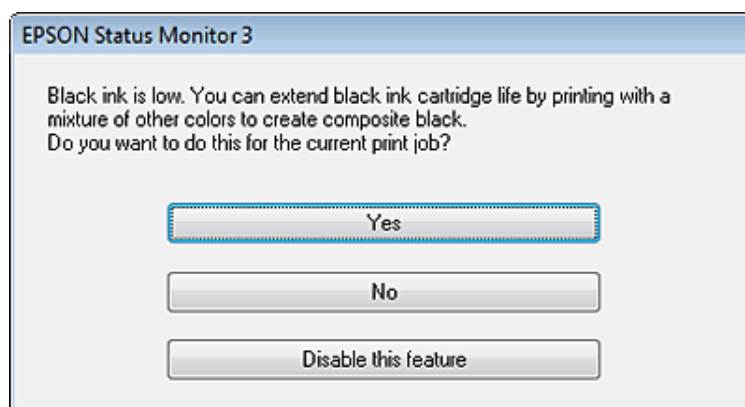 EPSON Status Monitor 3
Black ink is low. You can extend black ink cartridge life by printing with a
mixture of other colors to create composite black.
Do you want to do this for the current print job?
Yes
No
Disable this feature